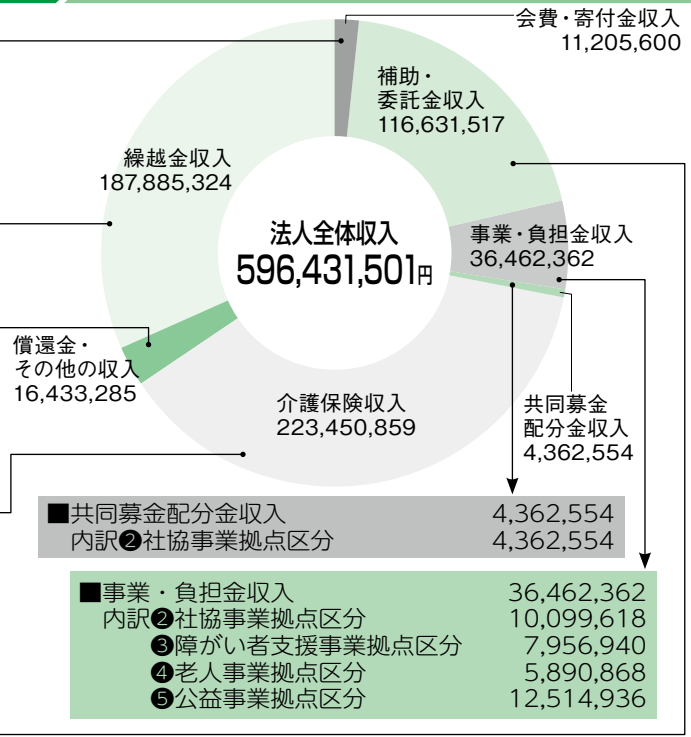 会費・寄付金収入
11,205,600
補助・
委託金収入
116,631,517
繰越金収入
187,885,324
法人全体収入
596,431,501円
事業・負担金収入
36,462,362
償還金・
その他の収入
16,433,285
介護保険収入
223,450,859
共同募金
配分金収入
4,362,554
■共同募金配分金収入 4,362,554
内訳❷社協事業拠点区分 4,362,554
■事業・負担金収入 36,462,362
内訳❷社協事業拠点区分 10,099,618
❸障がい者支援事業拠点区分 7,956,940
❹老人事業拠点区分 5,890,868
❺公益事業拠点区分 12,514,936